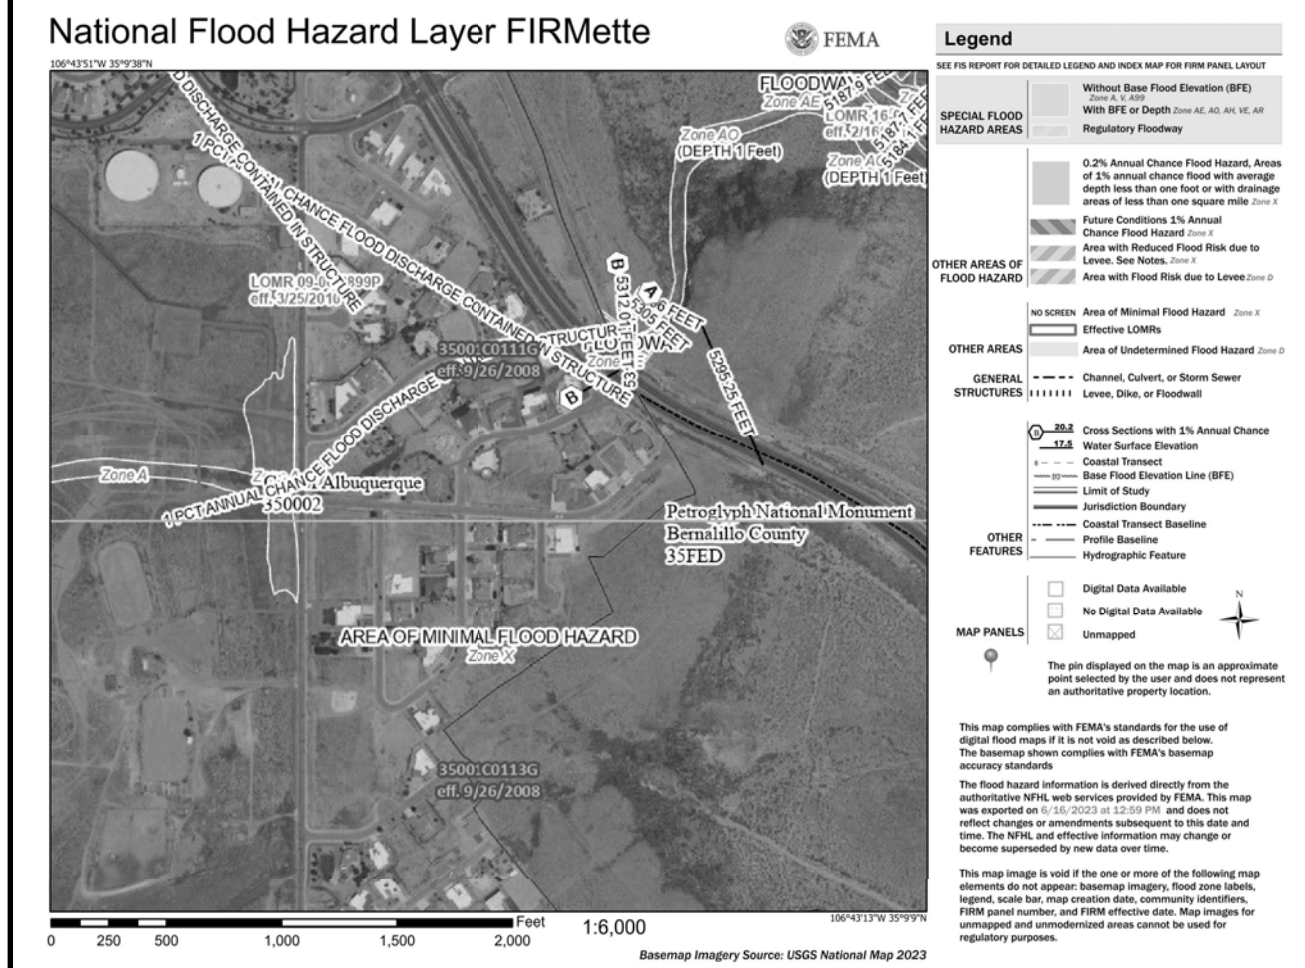 National Flood Hazard Layer FIRMette
FEMA
106°43'51"W 35°9'38"N
D DISCHARGE CONTAINED IN STRUCTURE
1 PCT ANNUAL CHANCE FLOOD DISCHARGE CONTAINED IN STRUCTURE
FLOODWAY
Zone AE
5187.9 FEET
LOMR 16-
eff. 2/16
Zone AO
(DEPTH 1 Feet)
Zone AO
(DEPTH 1 Feet)
LOMR 09-0 899P
eff. 3/25/2010
B
5312.01 FEET
A
5305 FEET
5295.25 FEET
35001C0111G
eff. 9/26/2008
Zone
B
1 PCT ANNUAL CHANCE FLOOD DISCHARGE STRUCTUR
Zone A
Albuquerque
350002
Petroglyph National Monument
Bernalillo County
35FED
AREA OF MINIMAL FLOOD HAZARD
Zone X
35001C0113G
eff. 9/26/2008
106°43'13"W 35°9'9"N
Feet
0 250 500 1,000 1,500 2,000
1:6,000
Basemap Imagery Source: USGS National Map 2023
Legend
SEE FIS REPORT FOR DETAILED LEGEND AND INDEX MAP FOR FIRM PANEL LAYOUT
SPECIAL FLOOD
HAZARD AREAS
Without Base Flood Elevation (BFE)
Zone A, V, A99
With BFE or Depth Zone AE, AO, AH, VE, AR
Regulatory Floodway
OTHER AREAS OF
FLOOD HAZARD
0.2% Annual Chance Flood Hazard, Areas
of 1% annual chance flood with average
depth less than one foot or with drainage
areas of less than one square mile Zone X
Future Conditions 1% Annual
Chance Flood Hazard Zone X
Area with Reduced Flood Risk due to
Levee. See Notes. Zone X
Area with Flood Risk due to Levee Zone D
OTHER AREAS
NO SCREEN Area of Minimal Flood Hazard Zone X
Effective LOMRs
Area of Undetermined Flood Hazard Zone D
GENERAL
STRUCTURES
Channel, Culvert, or Storm Sewer
Levee, Dike, or Floodwall
OTHER
FEATURES
B 20.2 Cross Sections with 1% Annual Chance
17.5 Water Surface Elevation
8 Coastal Transect
513 Base Flood Elevation Line (BFE)
Limit of Study
Jurisdiction Boundary
Coastal Transect Baseline
Profile Baseline
Hydrographic Feature
MAP PANELS
Digital Data Available
No Digital Data Available
Unmapped
N
The pin displayed on the map is an approximate
point selected by the user and does not represent
an authoritative property location.
This map complies with FEMA's standards for the use of
digital flood maps if it is not void as described below.
The basemap shown complies with FEMA's basemap
accuracy standards
The flood hazard information is derived directly from the
authoritative NFHL web services provided by FEMA. This map
was exported on 6/16/2023 at 12:59 PM and does not
reflect changes or amendments subsequent to this date and
time. The NFHL and effective information may change or
become superseded by new data over time.
This map image is void if the one or more of the following map
elements do not appear: basemap imagery, flood zone labels,
legend, scale bar, map creation date, community identifiers,
FIRM panel number, and FIRM effective date. Map images for
unmapped and unmodernized areas cannot be used for
regulatory purposes.